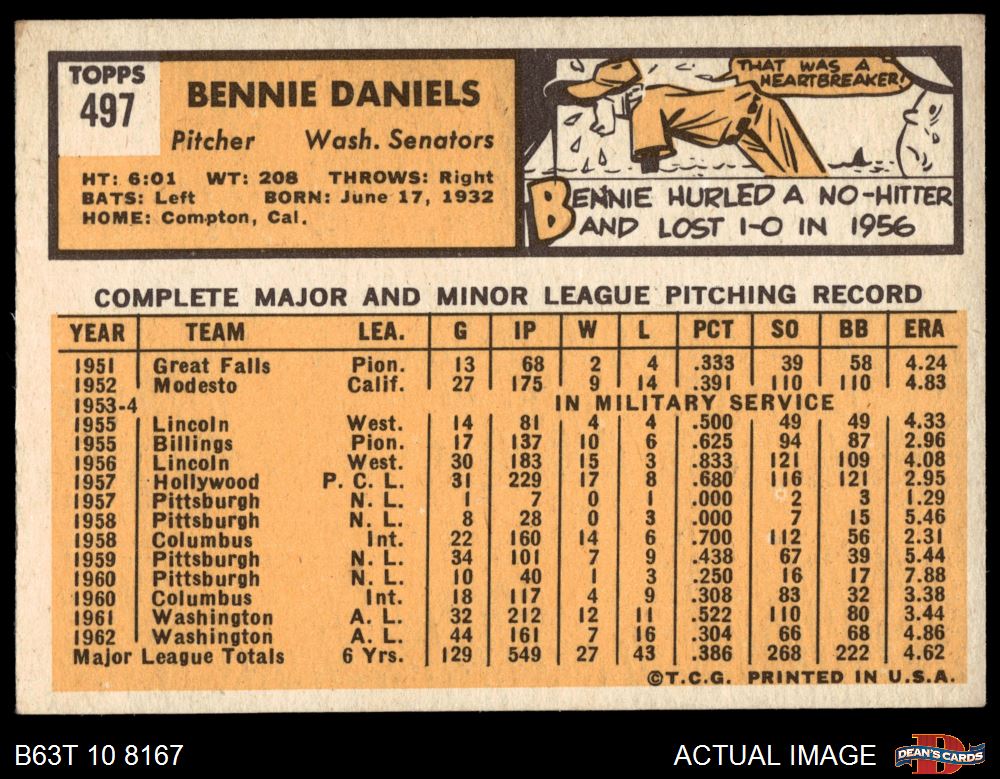 TOPPS
497
BENNIE DANIELS
Pitcher Wash. Senators
HT: 6:01 WT: 208 THROWS: Right
BATS: Left BORN: June 17, 1932
HOME: Compton, Cal.
THAT WAS A
HEARTBREAKER!
BENNIE HURLED A NO-HITTER
AND LOST 1-0 IN 1956
COMPLETE MAJOR AND MINOR LEAGUE PITCHING RECORD
YEAR TEAM LEA. G IP W L PCT SO BB ERA
1951 Great Falls Pion. 13 68 2 4 .333 39 58 4.24
1952 Modesto Calif. 27 175 9 14 .391 110 110 4.83
1953-4 IN MILITARY SERVICE
1955 Lincoln West. 14 81 4 4 .500 49 49 4.33
1955 Billings Pion. 17 137 10 6 .625 94 87 2.96
1956 Lincoln West. 30 183 15 3 .833 121 109 4.08
1957 Hollywood P. C. L. 31 229 17 8 .680 116 121 2.95
1957 Pittsburgh N. L. 1 7 0 1 .000 2 3 1.29
1958 Pittsburgh N. L. 8 28 0 3 .000 7 15 5.46
1958 Columbus Int. 22 160 14 6 .700 112 56 2.31
1959 Pittsburgh N. L. 34 101 7 9 .438 67 39 5.44
1960 Pittsburgh N. L. 10 40 1 3 .250 16 17 7.88
1960 Columbus Int. 18 117 4 9 .308 83 32 3.38
1961 Washington A. L. 32 212 12 11 .522 110 80 3.44
1962 Washington A. L. 44 161 7 16 .304 66 68 4.86
Major League Totals 6 Yrs. 129 549 27 43 .386 268 222 4.62
©T.C.G. PRINTED IN U.S.A.
B63T 10 8167 ACTUAL IMAGE DEAN'S CARDS